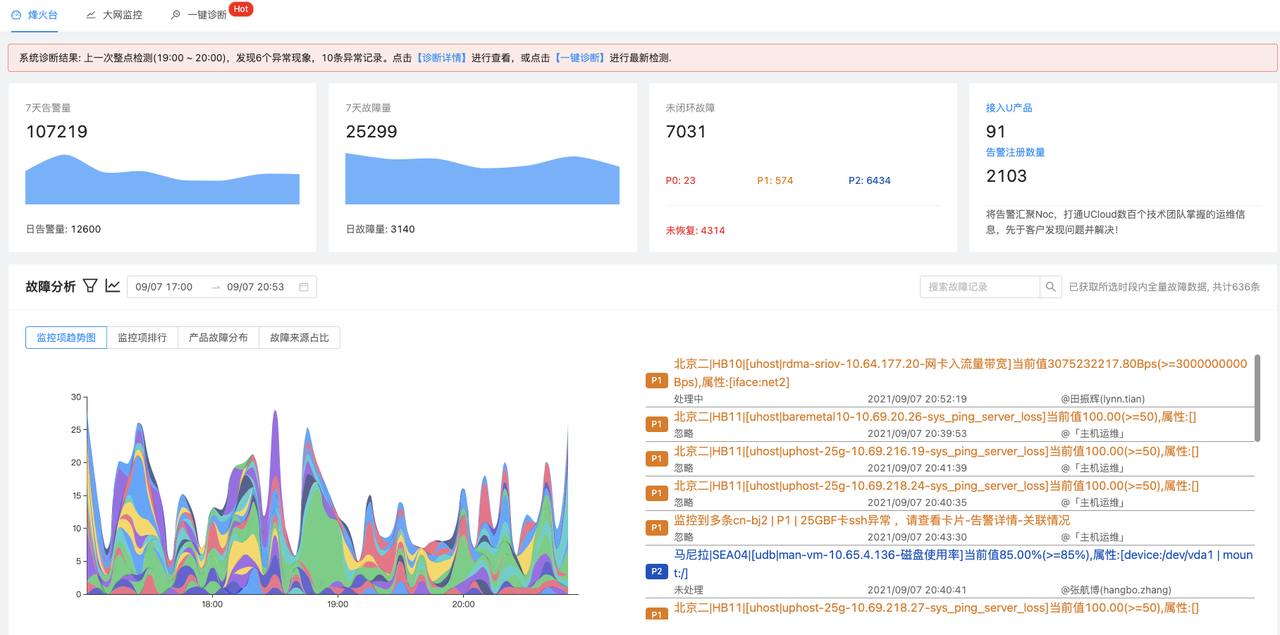 烽火台
大网监控
一键诊断
Hot
系统诊断结果: 上一次整点检测(19:00 ~ 20:00)，发现6个异常现象，10条异常记录。点击【诊断详情】进行查看，或点击【一键诊断】进行最新检测.
7天告警量
107219
日告警量: 12600
7天故障量
25299
日故障量: 3140
未闭环故障
7031
P0: 23
P1: 574
P2: 6434
未恢复: 4314
接入U产品
91
告警注册数量
2103
将告警汇聚Noc，打通UCloud数百个技术团队掌握的运维信
息，先于客户发现问题并解决！
故障分析
09/07 17:00
09/07 20:53
搜索故障记录
已获取所选时段内全量故障数据, 共计636条
监控项趋势图
监控项排行
产品故障分布
故障来源占比
30
25
20
15
10
5
0
18:00
19:00
20:00
P1
北京二|HB10|[uhost|rdma-sriov-10.64.177.20-网卡入流量带宽]当前值3075232217.80Bps(>=3000000000
Bps),属性:[iface:net2]
处理中
2021/09/07 20:52:19
@田振辉(lynn.tian)
P1
北京二|HB11|[uhost|baremetal10-10.69.20.26-sys_ping_server_loss]当前值100.00(>=50),属性:[]
忽略
2021/09/07 20:39:53
@「主机运维」
P1
北京二|HB11|[uhost|uphost-25g-10.69.216.19-sys_ping_server_loss]当前值100.00(>=50),属性:[]
忽略
2021/09/07 20:41:39
@「主机运维」
P1
北京二|HB11|[uhost|uphost-25g-10.69.218.24-sys_ping_server_loss]当前值100.00(>=50),属性:[]
忽略
2021/09/07 20:40:35
@「主机运维」
P1
监控到多条cn-bj2 | P1 | 25GBF卡ssh异常 ，请查看卡片-告警详情-关联情况
忽略
2021/09/07 20:43:30
@「主机运维」
P2
马尼拉|SEA04|[udb|man-vm-10.65.4.136-磁盘使用率]当前值85.00%(>=85%),属性:[device:/dev/vda1 | moun
t:/]
未处理
2021/09/07 20:40:41
@张航博(hangbo.zhang)
P1
北京二|HB11|[uhost|uphost-25g-10.69.218.27-sys_ping_server_loss]当前值100.00(>=50),属性:[]